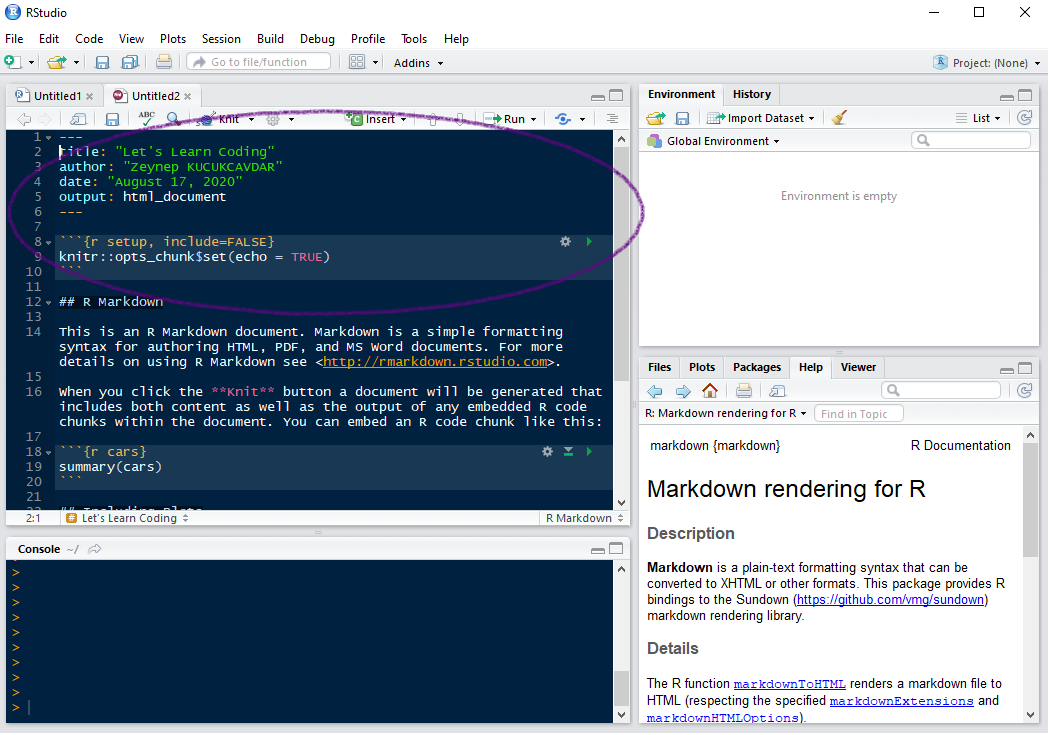 RStudio
File Edit Code View Plots Session Build Debug Profile Tools Help
Go to file/function Addins Project: (None)
Untitled1 Untitled2
ABC Knit Insert Run
1 ---
2 title: "Let's Learn Coding"
3 author: "Zeynep KUCUKCAVDAR"
4 date: "August 17, 2020"
5 output: html_document
6 ---
7
8 ```{r setup, include=FALSE}
9 knitr::opts_chunk$set(echo = TRUE)
10 ```
11
12 ## R Markdown
13
14 This is an R Markdown document. Markdown is a simple formatting
syntax for authoring HTML, PDF, and MS Word documents. For more
details on using R Markdown see <http://rmarkdown.rstudio.com>.
15
16 When you click the **Knit** button a document will be generated that
includes both content as well as the output of any embedded R code
chunks within the document. You can embed an R code chunk like this:
17
18 ```{r cars}
19 summary(cars)
20 ```
21
22 ## Including Plots
2:1 # Let's Learn Coding R Markdown
Console ~/
>
>
>
>
>
>
>
>
>
>
Environment History
Import Dataset List
Global Environment
Environment is empty
Files Plots Packages Help Viewer
R: Markdown rendering for R Find in Topic
markdown {markdown} R Documentation
Markdown rendering for R
Description
Markdown is a plain-text formatting syntax that can be
converted to XHTML or other formats. This package provides R
bindings to the Sundown (https://github.com/vmg/sundown)
markdown rendering library.
Details
The R function markdownToHTML renders a markdown file to
HTML (respecting the specified markdownExtensions and
markdownHTMLOptions).